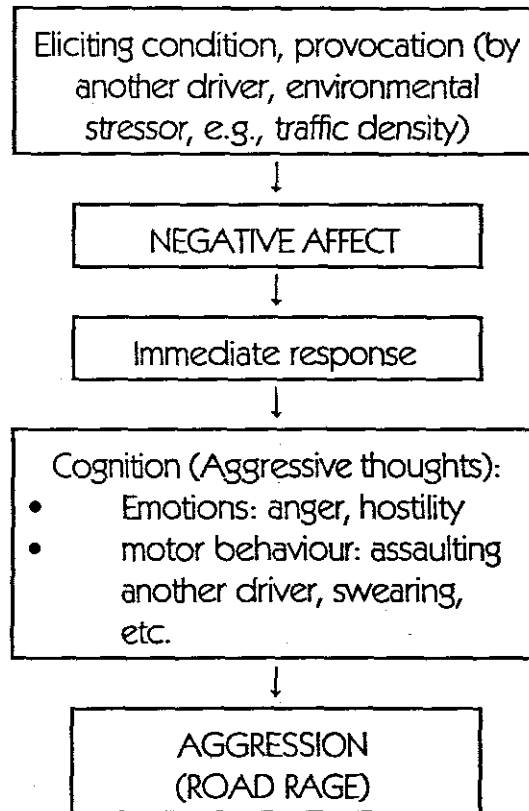 Eliciting condition, provocation (by
another driver, environmental
stressor, e.g., traffic density)
↓
NEGATIVE AFFECT
↓
Immediate response
↓
Cognition (Aggressive thoughts):
• Emotions: anger, hostility
• motor behaviour: assaulting
another driver, swearing,
etc.
↓
AGGRESSION
(ROAD RAGE)